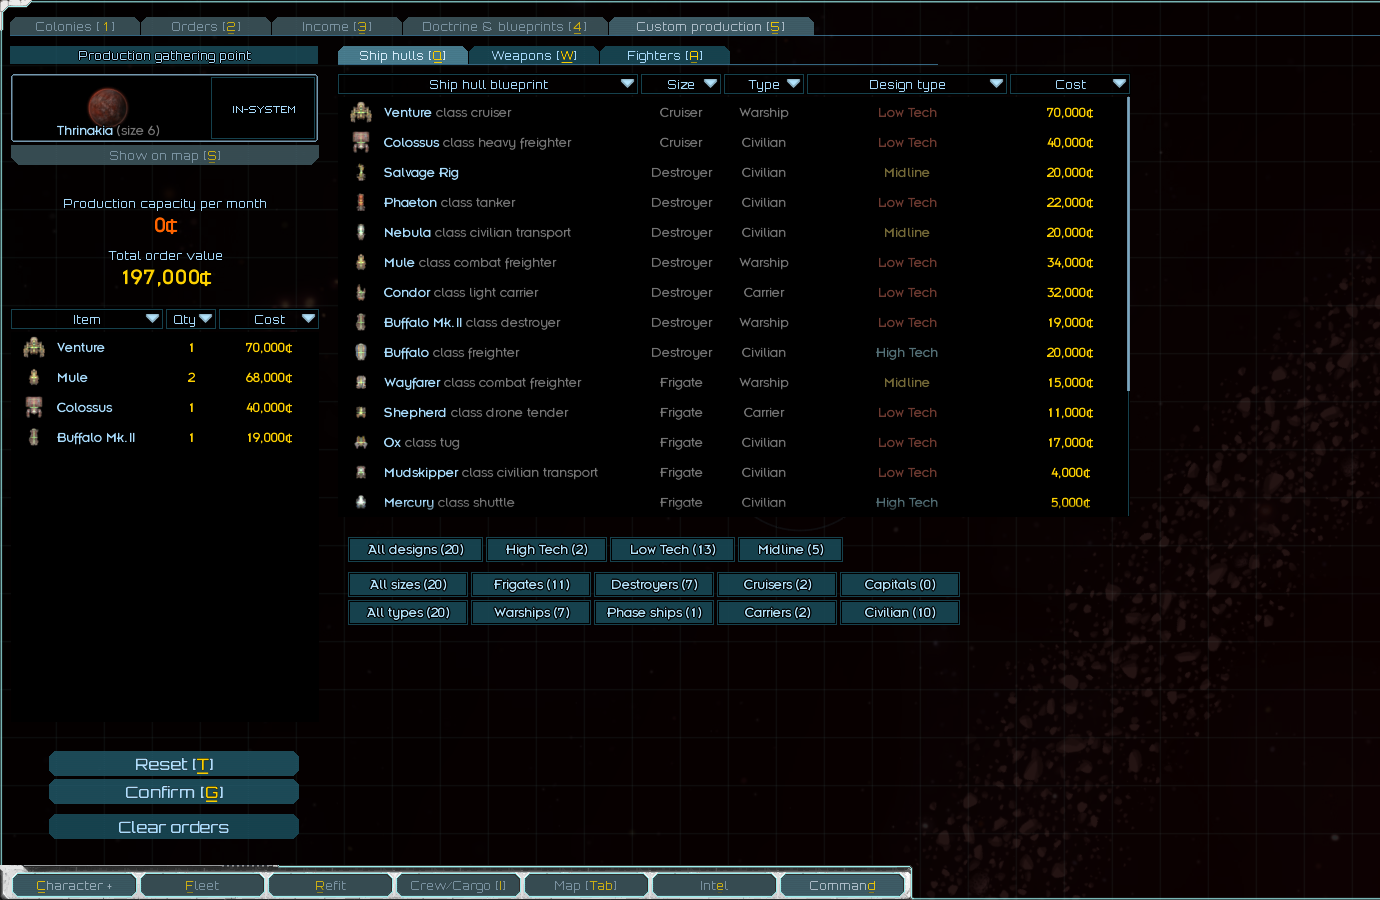 Colonies [1] Orders [2] Income [3] Doctrine & blueprints [4] Custom production [5]
Production gathering point
Thrinakia (size 6)
IN-SYSTEM
Show on map [S]
Production capacity per month
0¢
Total order value
197,000¢
Item Qty Cost
Venture 1 70,000¢
Mule 2 68,000¢
Colossus 1 40,000¢
Buffalo Mk.II 1 19,000¢
Reset [T]
Confirm [G]
Clear orders
Ship hulls [Q] Weapons [W] Fighters [A]
Ship hull blueprint Size Type Design type Cost
Venture class cruiser Cruiser Warship Low Tech 70,000¢
Colossus class heavy freighter Cruiser Civilian Low Tech 40,000¢
Salvage Rig Destroyer Civilian Midline 20,000¢
Phaeton class tanker Destroyer Civilian Low Tech 22,000¢
Nebula class civilian transport Destroyer Civilian Midline 20,000¢
Mule class combat freighter Destroyer Warship Low Tech 34,000¢
Condor class light carrier Destroyer Carrier Low Tech 32,000¢
Buffalo Mk.II class destroyer Destroyer Warship Low Tech 19,000¢
Buffalo class freighter Destroyer Civilian High Tech 20,000¢
Wayfarer class combat freighter Frigate Warship Midline 15,000¢
Shepherd class drone tender Frigate Carrier Low Tech 11,000¢
Ox class tug Frigate Civilian Low Tech 17,000¢
Mudskipper class civilian transport Frigate Civilian Low Tech 4,000¢
Mercury class shuttle Frigate Civilian High Tech 5,000¢
All designs (20) High Tech (2) Low Tech (13) Midline (5)
All sizes (20) Frigates (11) Destroyers (7) Cruisers (2) Capitals (0)
All types (20) Warships (7) Phase ships (1) Carriers (2) Civilian (10)
Character + Fleet Refit Crew/Cargo [I] Map [Tab] Intel Command